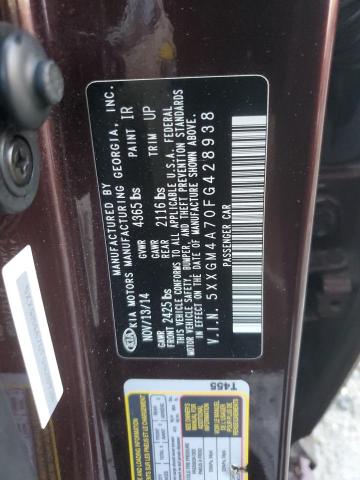 MANUFACTURED BY
KIA KIA MOTORS MANUFACTURING GEORGIA, INC.
NOV/13/14 GVWR 4365 lbs PAINT IR
GAWR FRONT 2425 lbs GAWR REAR 2116 lbs TRIM UP
THIS VEHICLE CONFORMS TO ALL APPLICABLE U.S.A. FEDERAL
MOTOR VEHICLE SAFETY, BUMPER, AND THEFT PREVENTION STANDARDS
IN EFFECT ON THE DATE OF MANUFACTURE SHOWN ABOVE.
V.I.N. 5XXGM4A70FG428938
PASSENGER CAR
T455